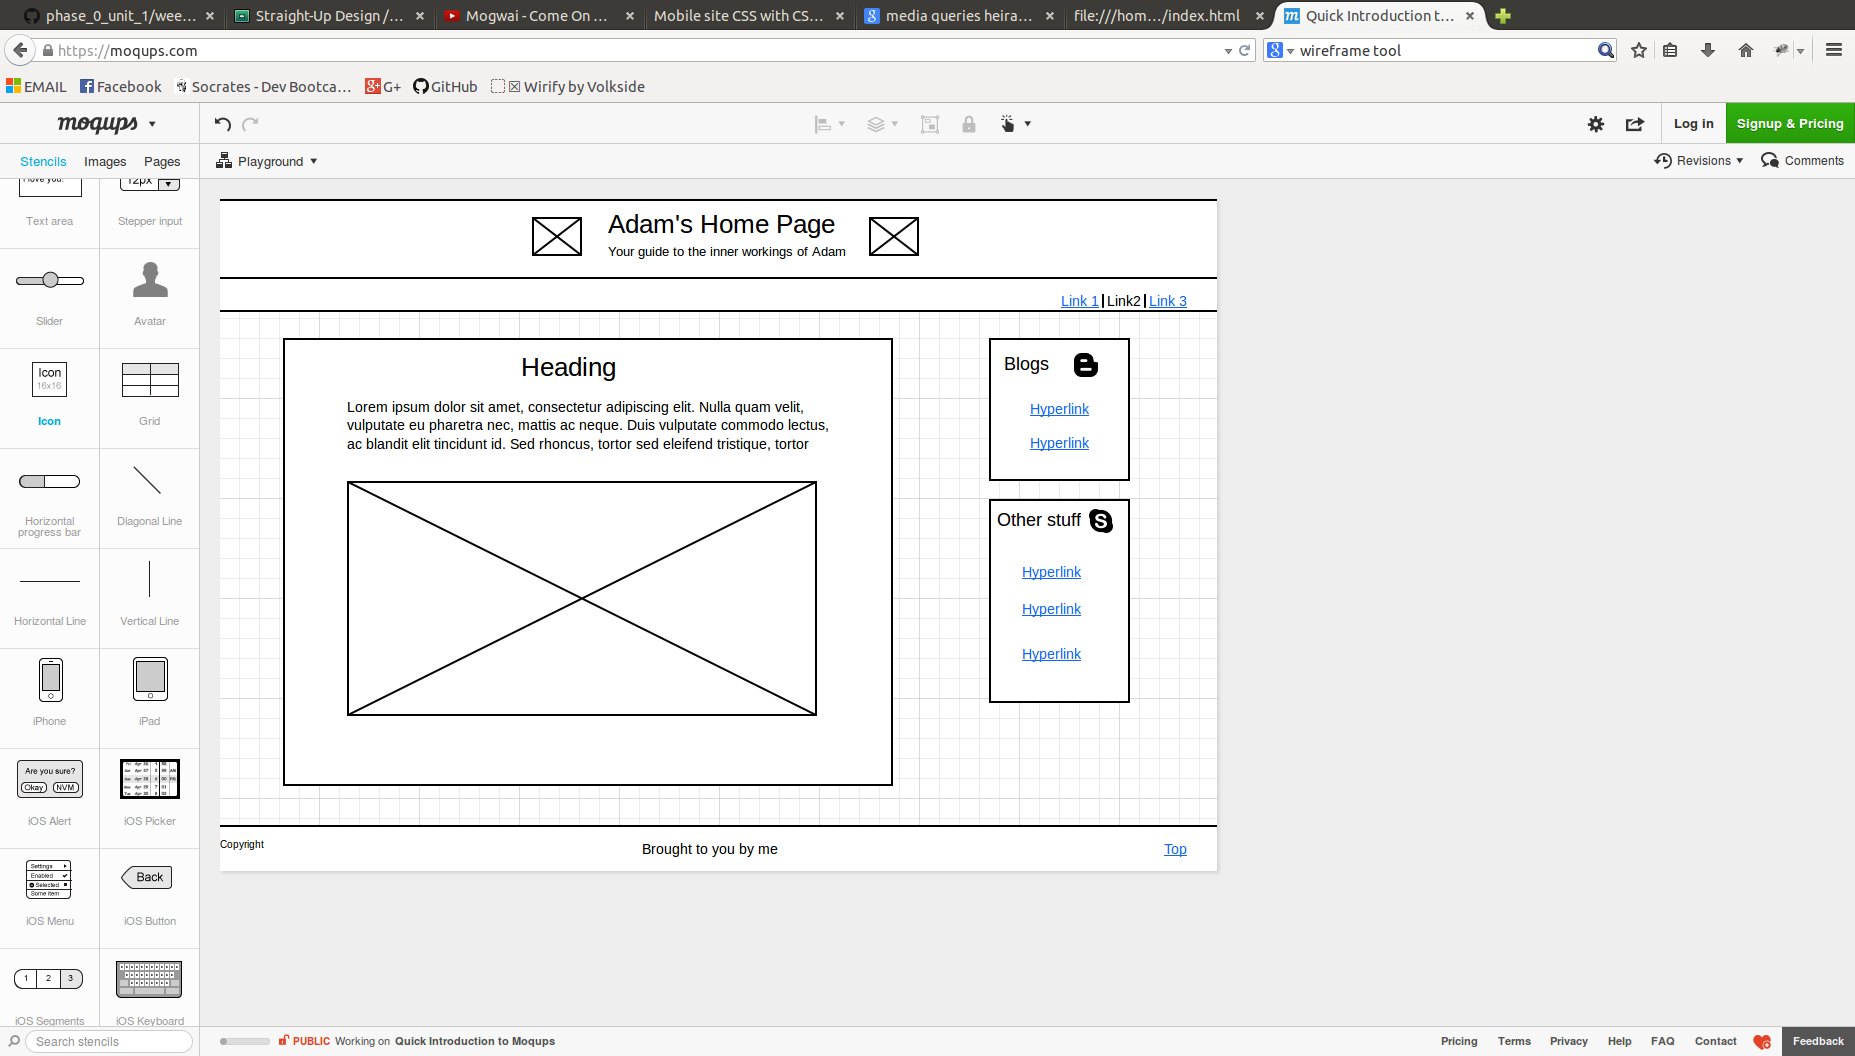 phase_0_unit_1/wee...
Straight-Up Design /...
Mogwai - Come On ...
Mobile site CSS with CS...
media queries heira...
file:///hom.../index.html
Quick Introduction t...
https://moqups.com
wireframe tool
EMAIL
Facebook
Socrates - Dev Bootca...
G+
GitHub
Wirify by Volkside
moqups
Log in
Signup & Pricing
Stencils
Images
Pages
Playground
Revisions
Comments
12px
Text area
Stepper input
Slider
Avatar
Icon
16x16
Icon
Grid
Horizontal
progress bar
Diagonal Line
Horizontal Line
Vertical Line
iPhone
iPad
Are you sure?
Okay
NVM
iOS Alert
iOS Picker
Settings
Enabled
Selected
Some item
Back
iOS Menu
iOS Button
1
2
3
iOS Segments
iOS Keyboard
Search stencils
Adam's Home Page
Your guide to the inner workings of Adam
Link 1
Link2
Link 3
Heading
Lorem ipsum dolor sit amet, consectetur adipiscing elit. Nulla quam velit,
vulputate eu pharetra nec, mattis ac neque. Duis vulputate commodo lectus,
ac blandit elit tincidunt id. Sed rhoncus, tortor sed eleifend tristique, tortor
Blogs
Hyperlink
Hyperlink
Other stuff
Hyperlink
Hyperlink
Hyperlink
Copyright
Brought to you by me
Top
PUBLIC Working on Quick Introduction to Moqups
Pricing
Terms
Privacy
Help
FAQ
Contact
Feedback